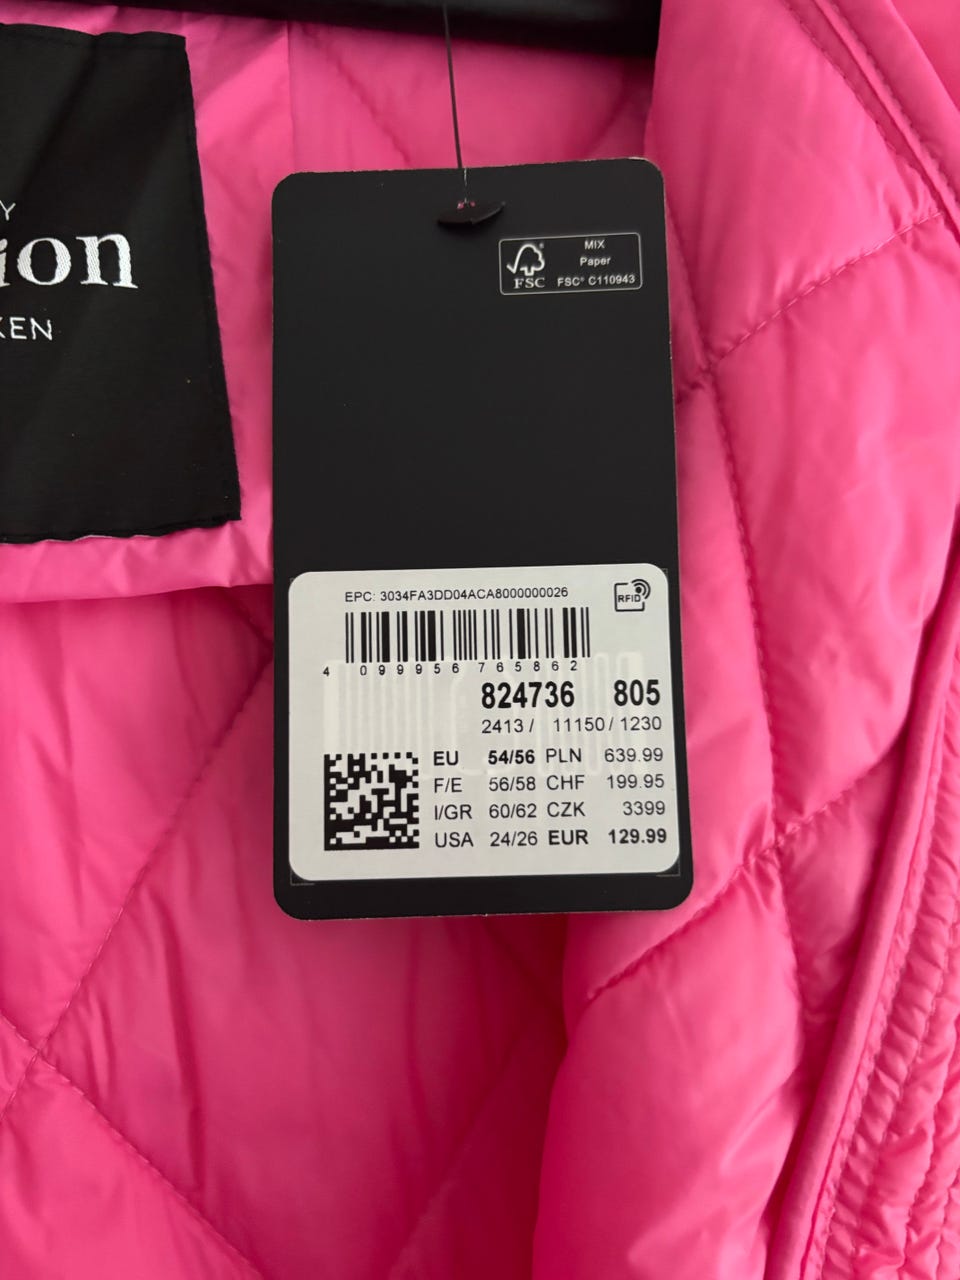 Y
ion
KEN
MIX
Paper
FSC
FSC® C110943
EPC: 3034FA3DD04ACA8000000026
RFID
4 099956 765862
824736 805
2413 / 11150 / 1230
EU 54/56 PLN 639.99
F/E 56/58 CHF 199.95
I/GR 60/62 CZK 3399
USA 24/26 EUR 129.99